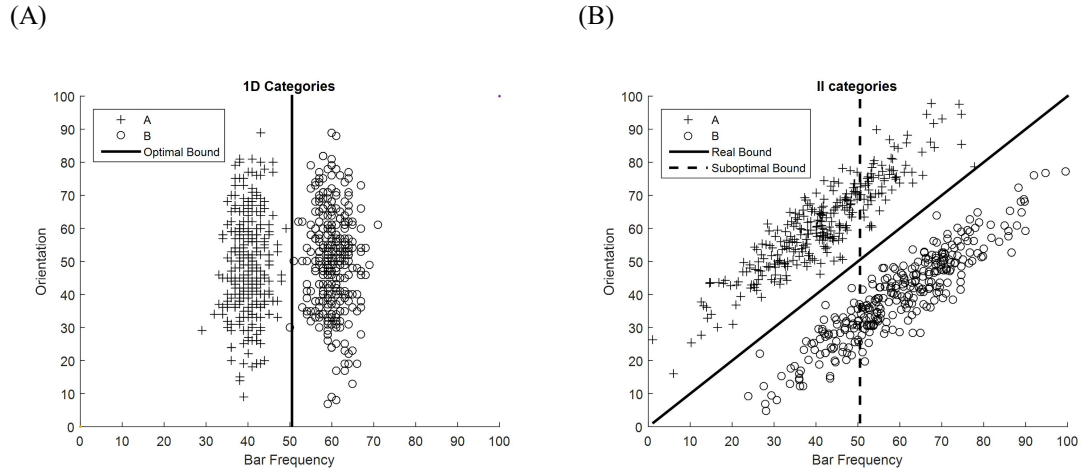 (A)
(B)
1D Categories
100
90
80
70
60
50
40
30
20
10
0
Orientation
A
B
Optimal Bound
0 10 20 30 40 50 60 70 80 90 100
Bar Frequency
II categories
100
90
80
70
60
50
40
30
20
10
0
Orientation
A
B
Real Bound
Suboptimal Bound
0 10 20 30 40 50 60 70 80 90 100
Bar Frequency